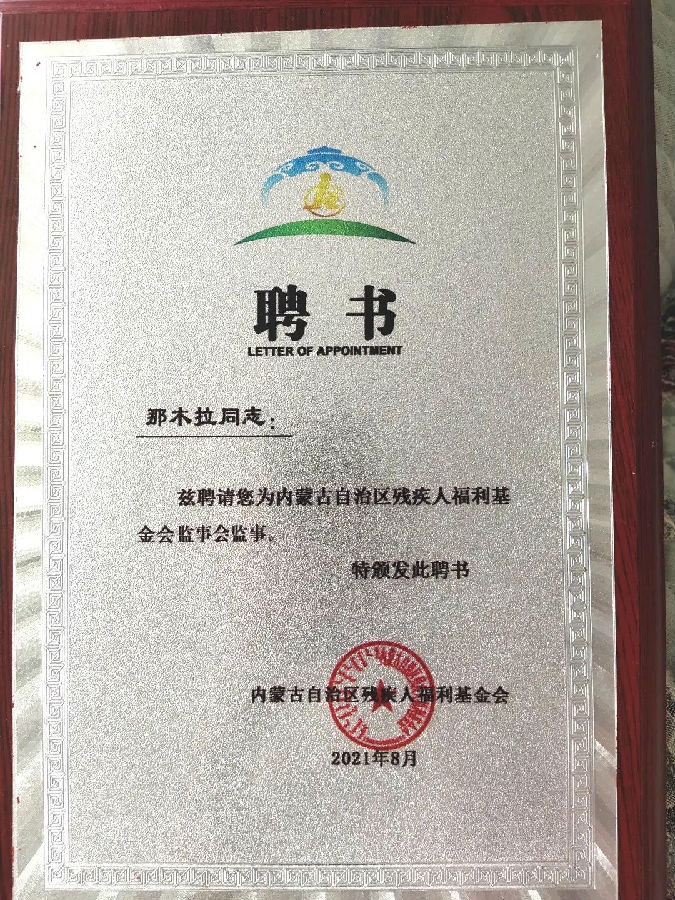 聘 书
LETTER OF APPOINTMENT
那木拉同志：
兹聘请您为内蒙古自治区残疾人福利基
金会监事会监事。
特颁发此聘书
内蒙古自治区残疾人福利基金会
2021年8月